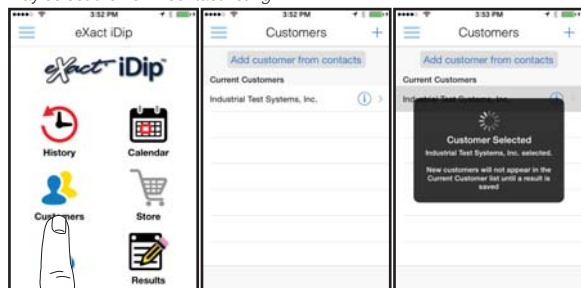 3:52 PM
eXact iDip
eXact iDip
History
Calendar
Customers
Store
Results
3:52 PM
Customers
Add customer from contacts
Current Customers
Industrial Test Systems, Inc.
3:53 PM
Customers
Add customer from contacts
Current Customers
Customer Selected
Industrial Test Systems, Inc. selected.
New customers will not appear in the
Current Customer list until a result is
saved